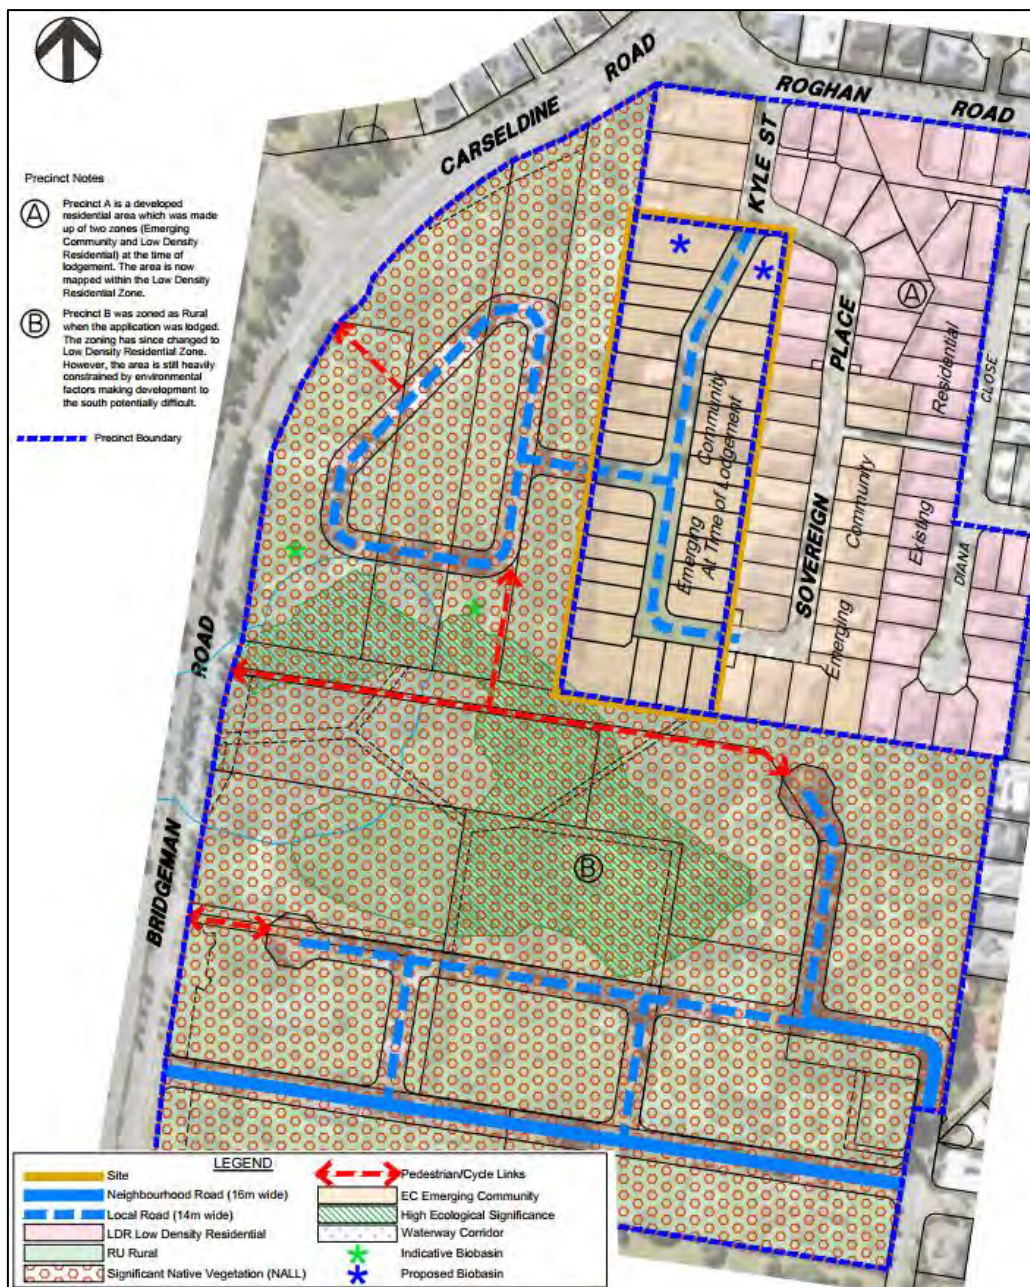 CARSELDINE ROAD
ROGHAN ROAD
KYLE ST
Precinct Notes
A
Precinct A is a developed
residential area which was made
up of two zones (Emerging
Community and Low Density
Residential) at the time of
lodgement. The area is now
mapped within the Low Density
Residential Zone.
B
Precinct B was zoned as Rural
when the application was lodged.
The zoning has since changed to
Low Density Residential Zone.
However, the area is still heavily
constrained by environmental
factors making development to
the south potentially difficult.
Precinct Boundary
A
SOVEREIGN PLACE
Existing Residential
CLOSE
DIANA
Emerging Community
At Time of Lodgement
Emerging Community
BRIDGEMAN ROAD
B
LEGEND
Site
Neighbourhood Road (16m wide)
Local Road (14m wide)
LDR Low Density Residential
RU Rural
Significant Native Vegetation (NALL)
Pedestrian/Cycle Links
EC Emerging Community
High Ecological Significance
Waterway Corridor
Indicative Biobasin
Proposed Biobasin